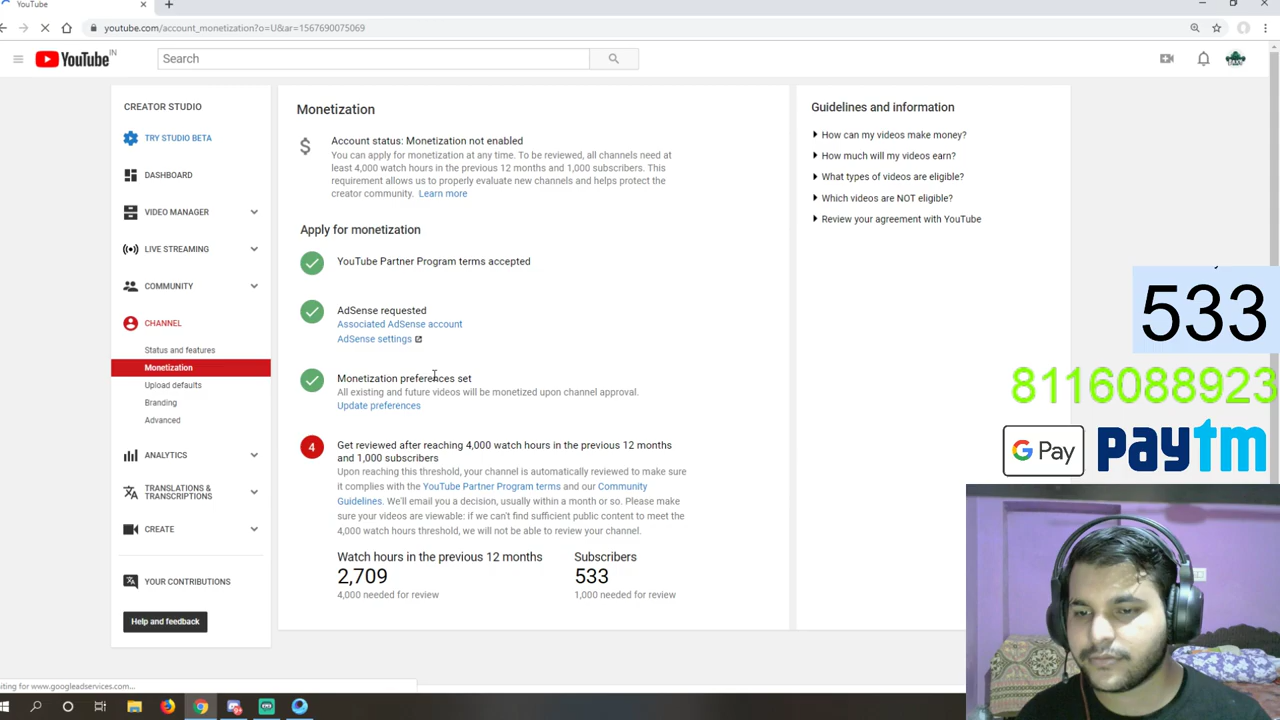 YouTube
youtube.com/account_monetization?o=U&ar=1567690075069
YouTube IN
Search
CREATOR STUDIO
TRY STUDIO BETA
DASHBOARD
VIDEO MANAGER
LIVE STREAMING
COMMUNITY
CHANNEL
Status and features
Monetization
Upload defaults
Branding
Advanced
ANALYTICS
TRANSLATIONS &
TRANSCRIPTIONS
CREATE
YOUR CONTRIBUTIONS
Help and feedback
Monetization
$
Account status: Monetization not enabled
You can apply for monetization at any time. To be reviewed, all channels need at
least 4,000 watch hours in the previous 12 months and 1,000 subscribers. This
requirement allows us to properly evaluate new channels and helps protect the
creator community. Learn more
Apply for monetization
YouTube Partner Program terms accepted
AdSense requested
Associated AdSense account
AdSense settings
Monetization preferences set
All existing and future videos will be monetized upon channel approval.
Update preferences
4
Get reviewed after reaching 4,000 watch hours in the previous 12 months
and 1,000 subscribers
Upon reaching this threshold, your channel is automatically reviewed to make sure
it complies with the YouTube Partner Program terms and our Community
Guidelines. We'll email you a decision, usually within a month or so. Please make
sure your videos are viewable: if we can't find sufficient public content to meet the
4,000 watch hours threshold, we will not be able to review your channel.
Watch hours in the previous 12 months
2,709
4,000 needed for review
Subscribers
533
1,000 needed for review
Guidelines and information
How can my videos make money?
How much will my videos earn?
What types of videos are eligible?
Which videos are NOT eligible?
Review your agreement with YouTube
533
8116088923
G Pay
paytm
iting for www.googleadservices.com...